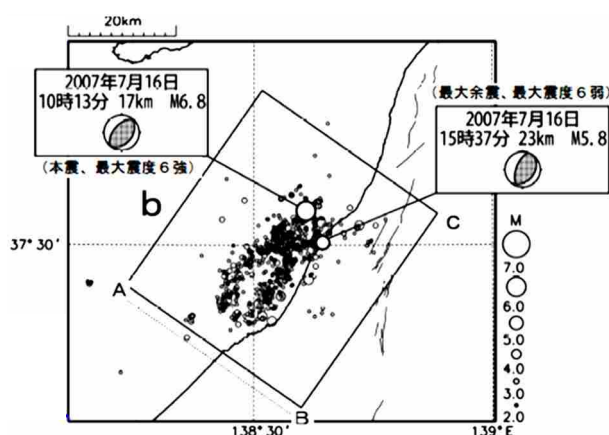 20km
2007年7月16日
10時13分 17km M6.8
(本震、最大震度6強)
(最大余震、最大震度6弱)
2007年7月16日
15時37分 23km M5.8
b
C
M
37°30′
7.0
A
6.0
5.0
4.0
3.0
2.0
B
138°30′
139°E